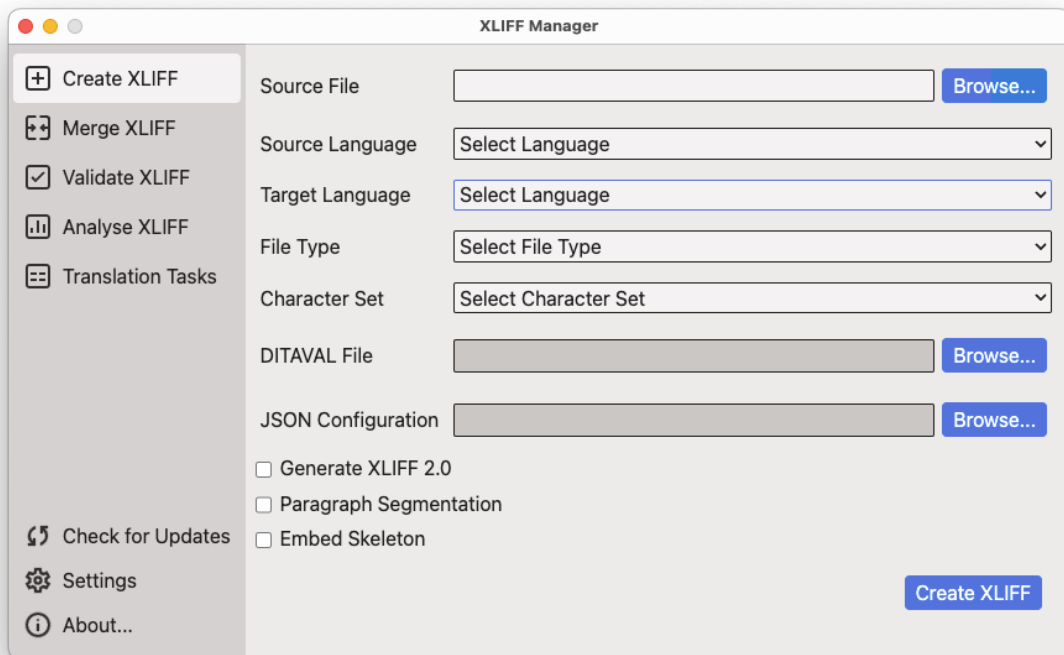 XLIFF Manager
Create XLIFF
Merge XLIFF
Validate XLIFF
Analyse XLIFF
Translation Tasks
Check for Updates
Settings
About...
Source File
Browse...
Source Language
Select Language
Target Language
Select Language
File Type
Select File Type
Character Set
Select Character Set
DITAVAL File
Browse...
JSON Configuration
Browse...
Generate XLIFF 2.0
Paragraph Segmentation
Embed Skeleton
Create XLIFF